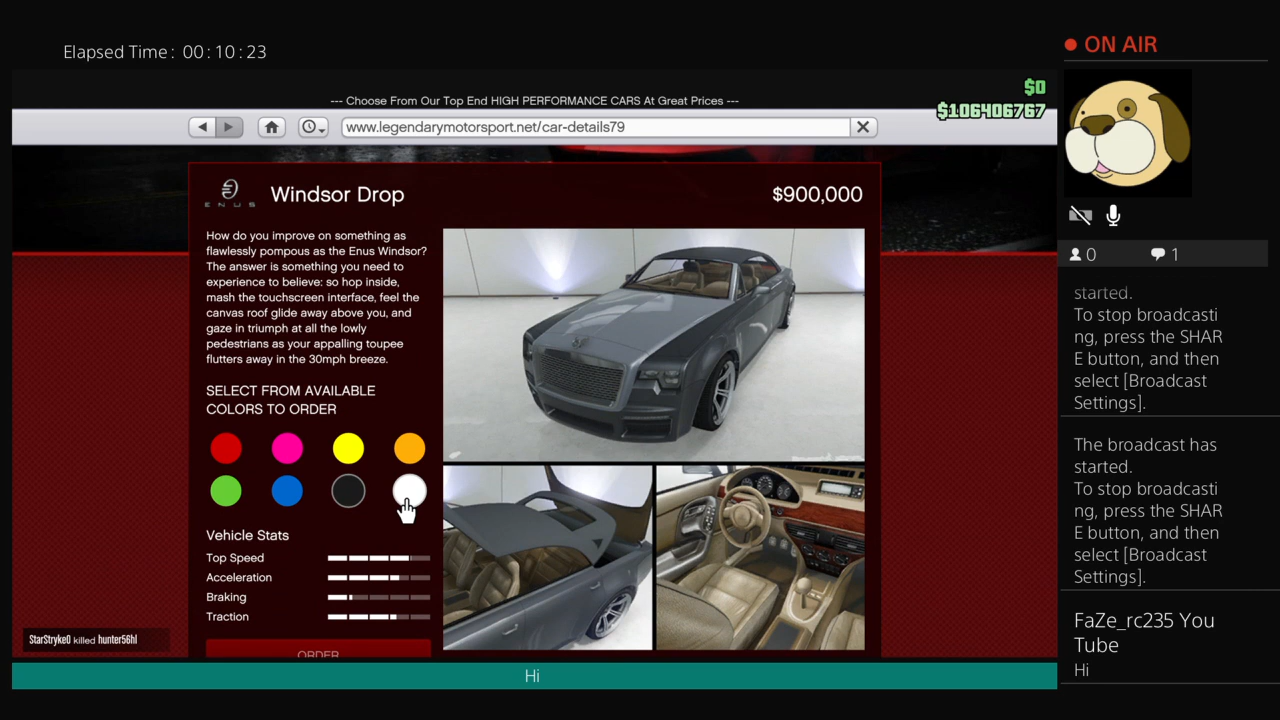 Elapsed Time: 00:10:23
ON AIR
--- Choose From Our Top End HIGH PERFORMANCE CARS At Great Prices ---
$0
$106406767
www.legendarymotorsport.net/car-details79
ENUS
Windsor Drop
$900,000
How do you improve on something as
flawlessly pompous as the Enus Windsor?
The answer is something you need to
experience to believe: so hop inside,
mash the touchscreen interface, feel the
canvas roof glide away above you, and
gaze in triumph at all the lowly
pedestrians as your appalling toupee
flutters away in the 30mph breeze.
SELECT FROM AVAILABLE
COLORS TO ORDER
Vehicle Stats
Top Speed
Acceleration
Braking
Traction
ORDER
StarStryke0 killed hunter56hl
Hi
0
1
started.
To stop broadcasti
ng, press the SHAR
E button, and then
select [Broadcast
Settings].
The broadcast has
started.
To stop broadcasti
ng, press the SHAR
E button, and then
select [Broadcast
Settings].
FaZe_rc235 You
Tube
Hi